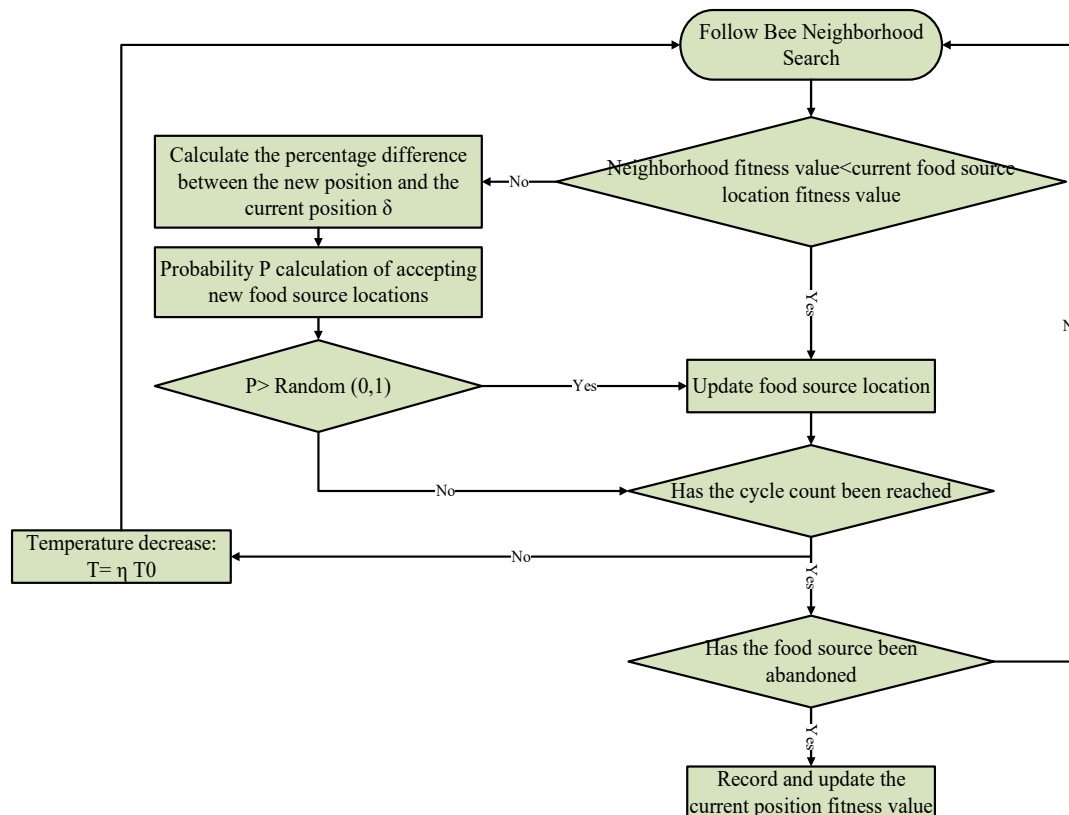 Follow Bee Neighborhood
Search
Neighborhood fitness value<current food source
location fitness value
No
Calculate the percentage difference
between the new position and the
current position δ
Probability P calculation of accepting
new food source locations
P> Random (0,1)
Yes
Yes
Update food source location
No
Has the cycle count been reached
No
Temperature decrease:
T= η T0
Yes
Has the food source been
abandoned
Yes
Record and update the
current position fitness value